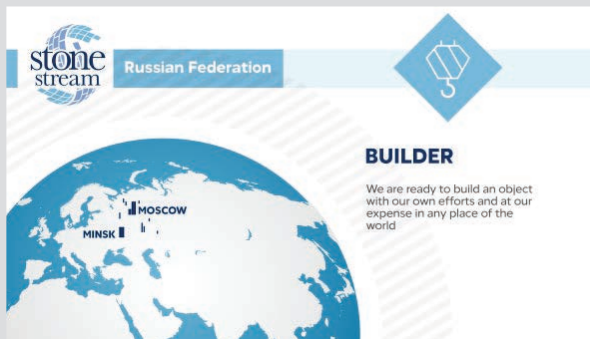 stone
stream
Russian Federation
BUILDER
We are ready to build an object
with our own efforts and at our
expense in any place of the
world
MOSCOW
MINSK